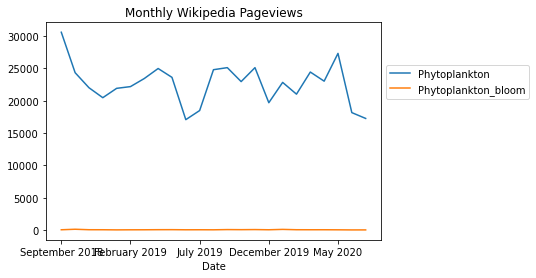 Monthly Wikipedia Pageviews
30000
25000
20000
15000
10000
5000
0
Phytoplankton
Phytoplankton_bloom
September 2018 February 2019 July 2019 December 2019 May 2020
Date